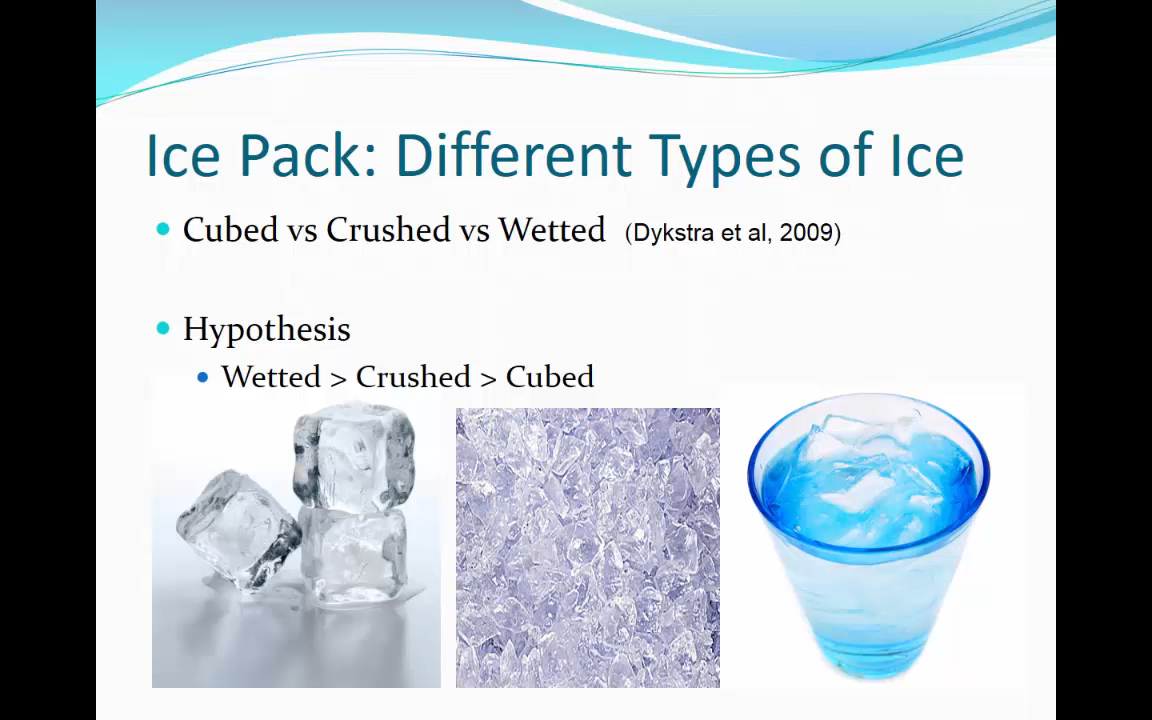 Ice Pack: Different Types of Ice
Cubed vs Crushed vs Wetted (Dykstra et al, 2009)
Hypothesis
Wetted > Crushed > Cubed